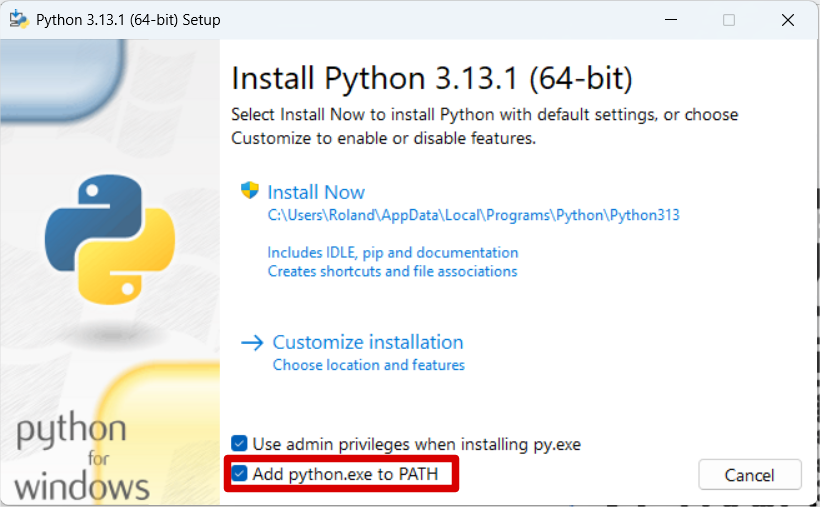 Python 3.13.1 (64-bit) Setup
Install Python 3.13.1 (64-bit)
Select Install Now to install Python with default settings, or choose
Customize to enable or disable features.
Install Now
C:\Users\Roland\AppData\Local\Programs\Python\Python313
Includes IDLE, pip and documentation
Creates shortcuts and file associations
Customize installation
Choose location and features
python
for
windows
Use admin privileges when installing py.exe
Add python.exe to PATH
Cancel